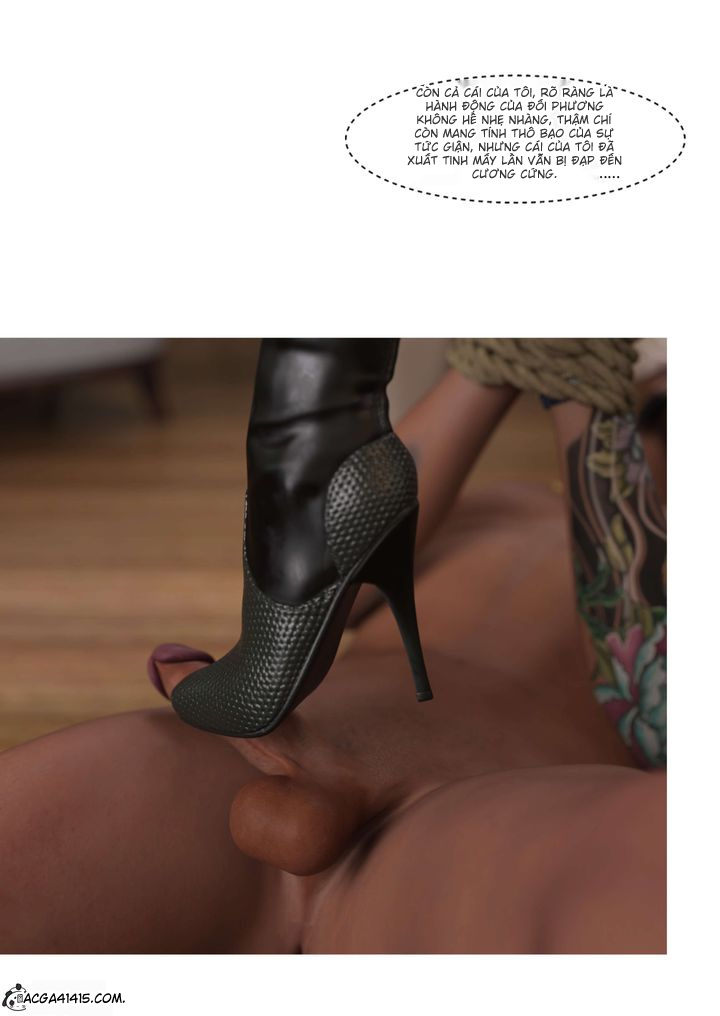 CÒN CẢ CÁI CỦA TÔI, RÕ RÀNG LÀ
HÀNH ĐỘNG CỦA ĐỐI PHƯƠNG
KHÔNG HỀ NHẸ NHÀNG, THẬM CHÍ
CÒN MANG TÍNH THÔ BẠO CỦA SỰ
TỨC GIẬN, NHƯNG CÁI CỦA TÔI ĐÃ
XUẤT TINH MẤY LẦN VẪN BỊ ĐẠP ĐẾN
CƯƠNG CỨNG. .....
ACGA41415.COM.